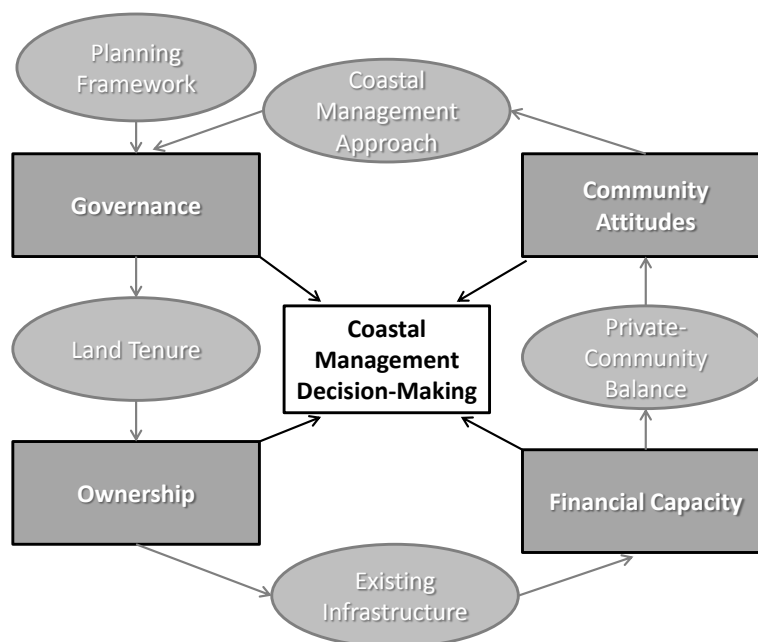 Planning
Framework
Coastal
Management
Approach
Governance
Community
Attitudes
Land Tenure
Coastal
Management
Decision-Making
Private-
Community
Balance
Ownership
Financial Capacity
Existing
Infrastructure